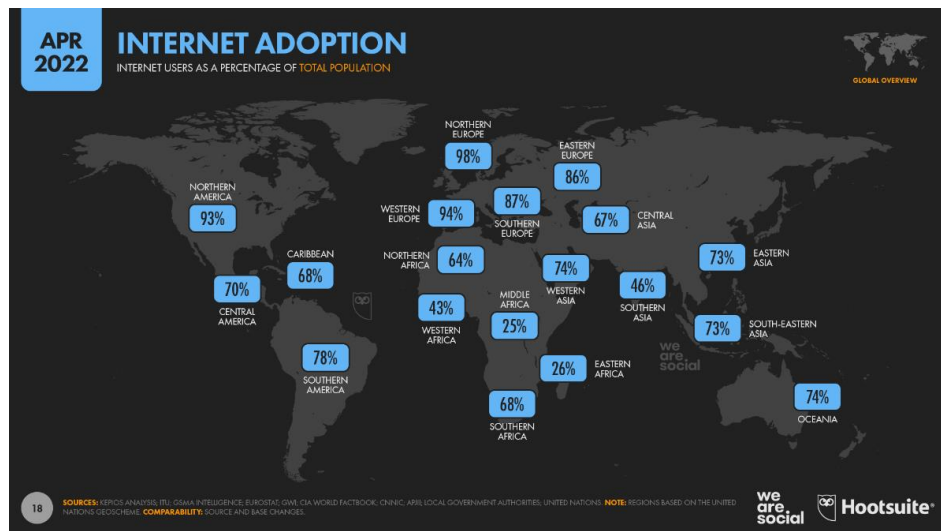 APR
2022
INTERNET ADOPTION
INTERNET USERS AS A PERCENTAGE OF TOTAL POPULATION
GLOBAL OVERVIEW
NORTHERN
EUROPE
98%
EASTERN
EUROPE
86%
NORTHERN
AMERICA
93%
WESTERN
EUROPE
94%
87%
SOUTHERN
EUROPE
67%
CENTRAL
ASIA
CARIBBEAN
68%
NORTHERN
AFRICA
64%
74%
WESTERN
ASIA
73%
EASTERN
ASIA
70%
CENTRAL
AMERICA
43%
WESTERN
AFRICA
MIDDLE
AFRICA
25%
46%
SOUTHERN
ASIA
73%
SOUTH-EASTERN
ASIA
we
are
social
78%
SOUTHERN
AMERICA
26%
EASTERN
AFRICA
68%
SOUTHERN
AFRICA
74%
OCEANIA
18
SOURCES: KEPIOS ANALYSIS; ITU; GSMA INTELLIGENCE; EUROSTAT; GWI; CIA WORLD FACTBOOK; CNNIC; APJII; LOCAL GOVERNMENT AUTHORITIES; UNITED NATIONS. NOTE: REGIONS BASED ON THE UNITED
NATIONS GEOSCHEME. COMPARABILITY: SOURCE AND BASE CHANGES.
we
are
social
Hootsuite®